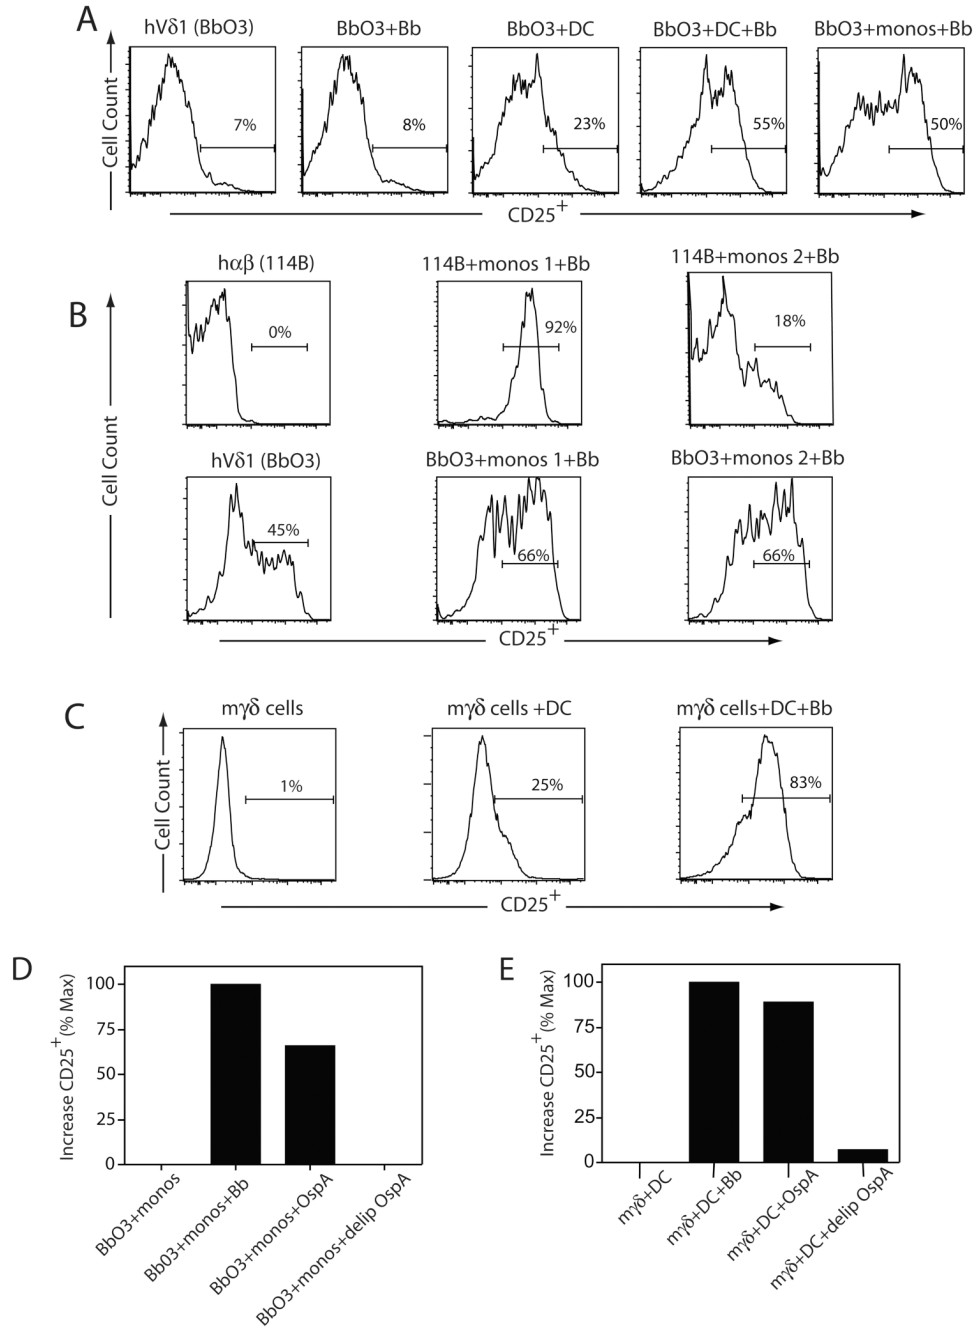 A
hVδ1 (BbO3)
BbO3+Bb
BbO3+DC
BbO3+DC+Bb
BbO3+monos+Bb
Cell Count
7%
8%
23%
55%
50%
CD25+
B
hαβ (114B)
114B+monos 1+Bb
114B+monos 2+Bb
0%
92%
18%
Cell Count
hVδ1 (BbO3)
BbO3+monos 1+Bb
BbO3+monos 2+Bb
45%
66%
66%
CD25+
C
mγδ cells
mγδ cells +DC
mγδ cells+DC+Bb
Cell Count
1%
25%
83%
CD25+
D
Increase CD25+ (% Max)
100
75
50
25
0
BbO3+monos
Bb03+monos+Bb
BbO3+monos+OspA
BbO3+monos+delip OspA
E
Increase CD25+ (% Max)
100
75
50
25
0
mγδ+DC
mγδ+DC+Bb
mγδ+DC+OspA
mγδ+DC+delip OspA